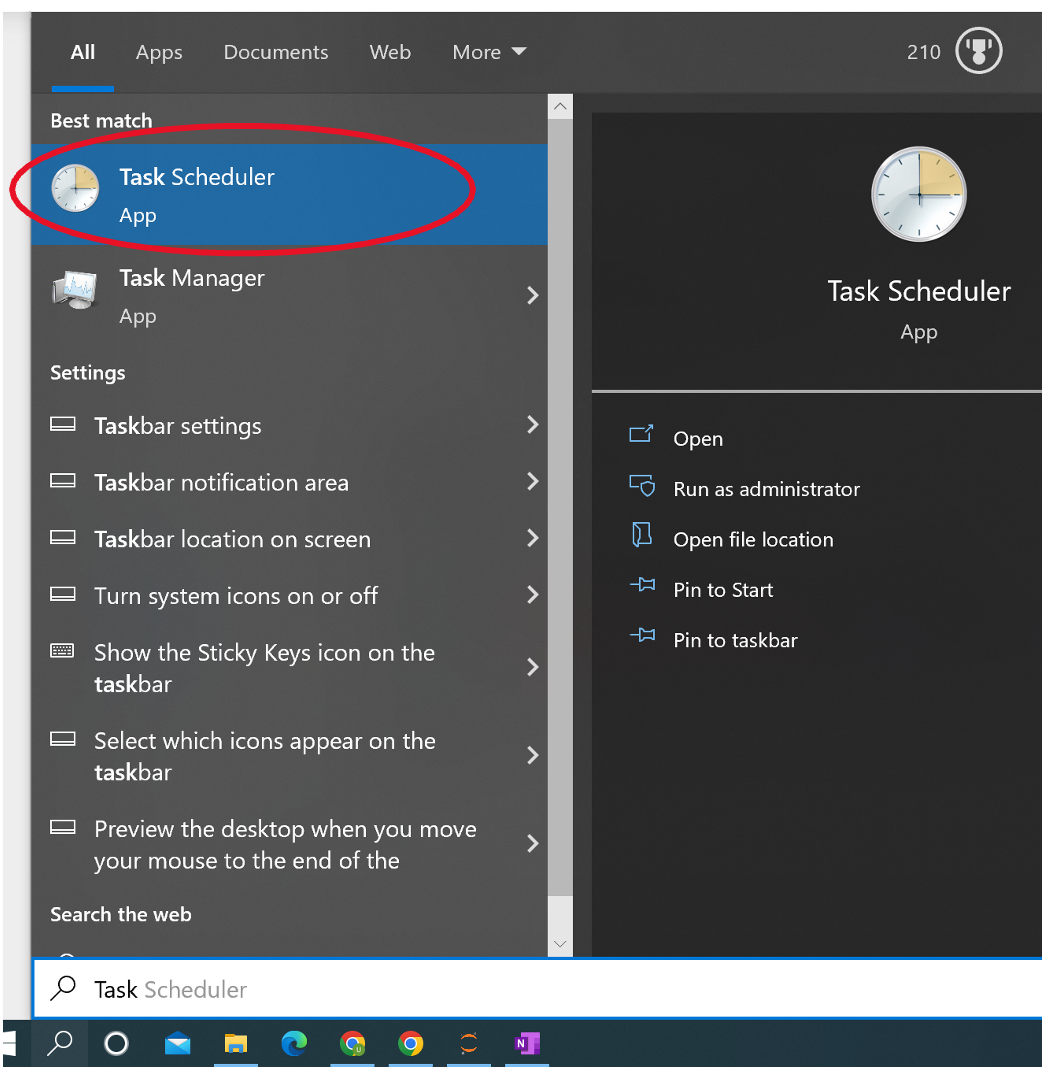 All Apps Documents Web More 210
Best match
Task Scheduler
App
Task Manager
App
Settings
Taskbar settings
Taskbar notification area
Taskbar location on screen
Turn system icons on or off
Show the Sticky Keys icon on the
taskbar
Select which icons appear on the
taskbar
Preview the desktop when you move
your mouse to the end of the
Search the web
Task Scheduler
App
Open
Run as administrator
Open file location
Pin to Start
Pin to taskbar
Task Scheduler
U
N